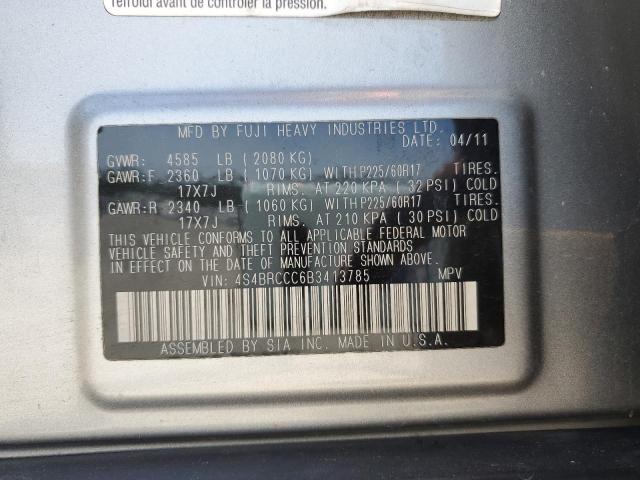 refroidi avant de contrôler la pression.
MFD BY FUJI HEAVY INDUSTRIES LTD.
DATE: 04/11
GVWR: 4585 LB (2080 KG)
GAWR:F 2360 LB (1070 KG) WITH P225/60R17 TIRES.
17X7J RIMS. AT 220 KPA (32 PSI) COLD
GAWR:R 2340 LB (1060 KG) WITH P225/60R17 TIRES.
17X7J RIMS. AT 210 KPA (30 PSI) COLD
THIS VEHICLE CONFORMS TO ALL APPLICABLE FEDERAL MOTOR
VEHICLE SAFETY AND THEFT PREVENTION STANDARDS
IN EFFECT ON THE DATE OF MANUFACTURE SHOWN ABOVE.
VIN: 4S4BRCCC6B3413785 MPV
ASSEMBLED BY SIA INC. MADE IN U.S.A.